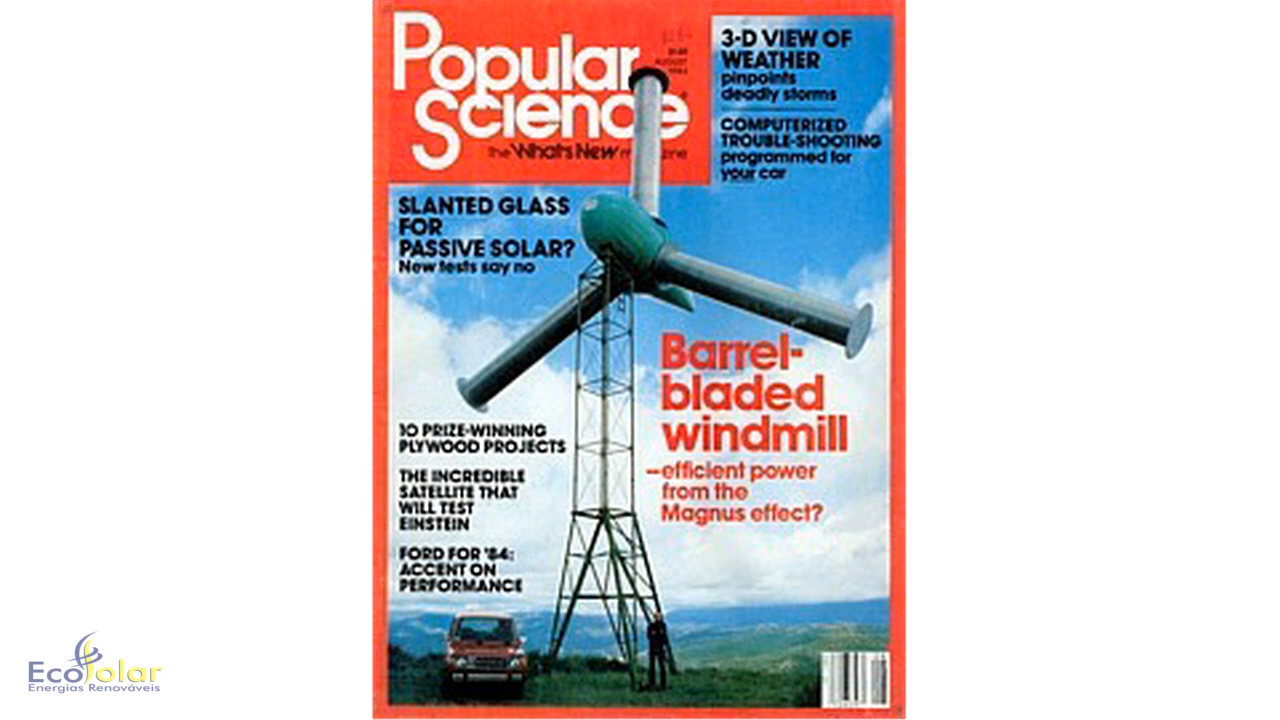 Popular
Science
the What's New
AUGUST
3-D VIEW OF
WEATHER
pinpoints
deadly storms
COMPUTERIZED
TROUBLE-SHOOTING
programmed for
your car
SLANTED GLASS
FOR
PASSIVE SOLAR?
New tests say no
Barrel-
bladed
windmill
–efficient power
from the
Magnus effect?
10 PRIZE-WINNING
PLYWOOD PROJECTS
THE INCREDIBLE
SATELLITE THAT
WILL TEST
EINSTEIN
FORD FOR '84:
ACCENT ON
PERFORMANCE
EcoSolar
Energias Renováveis